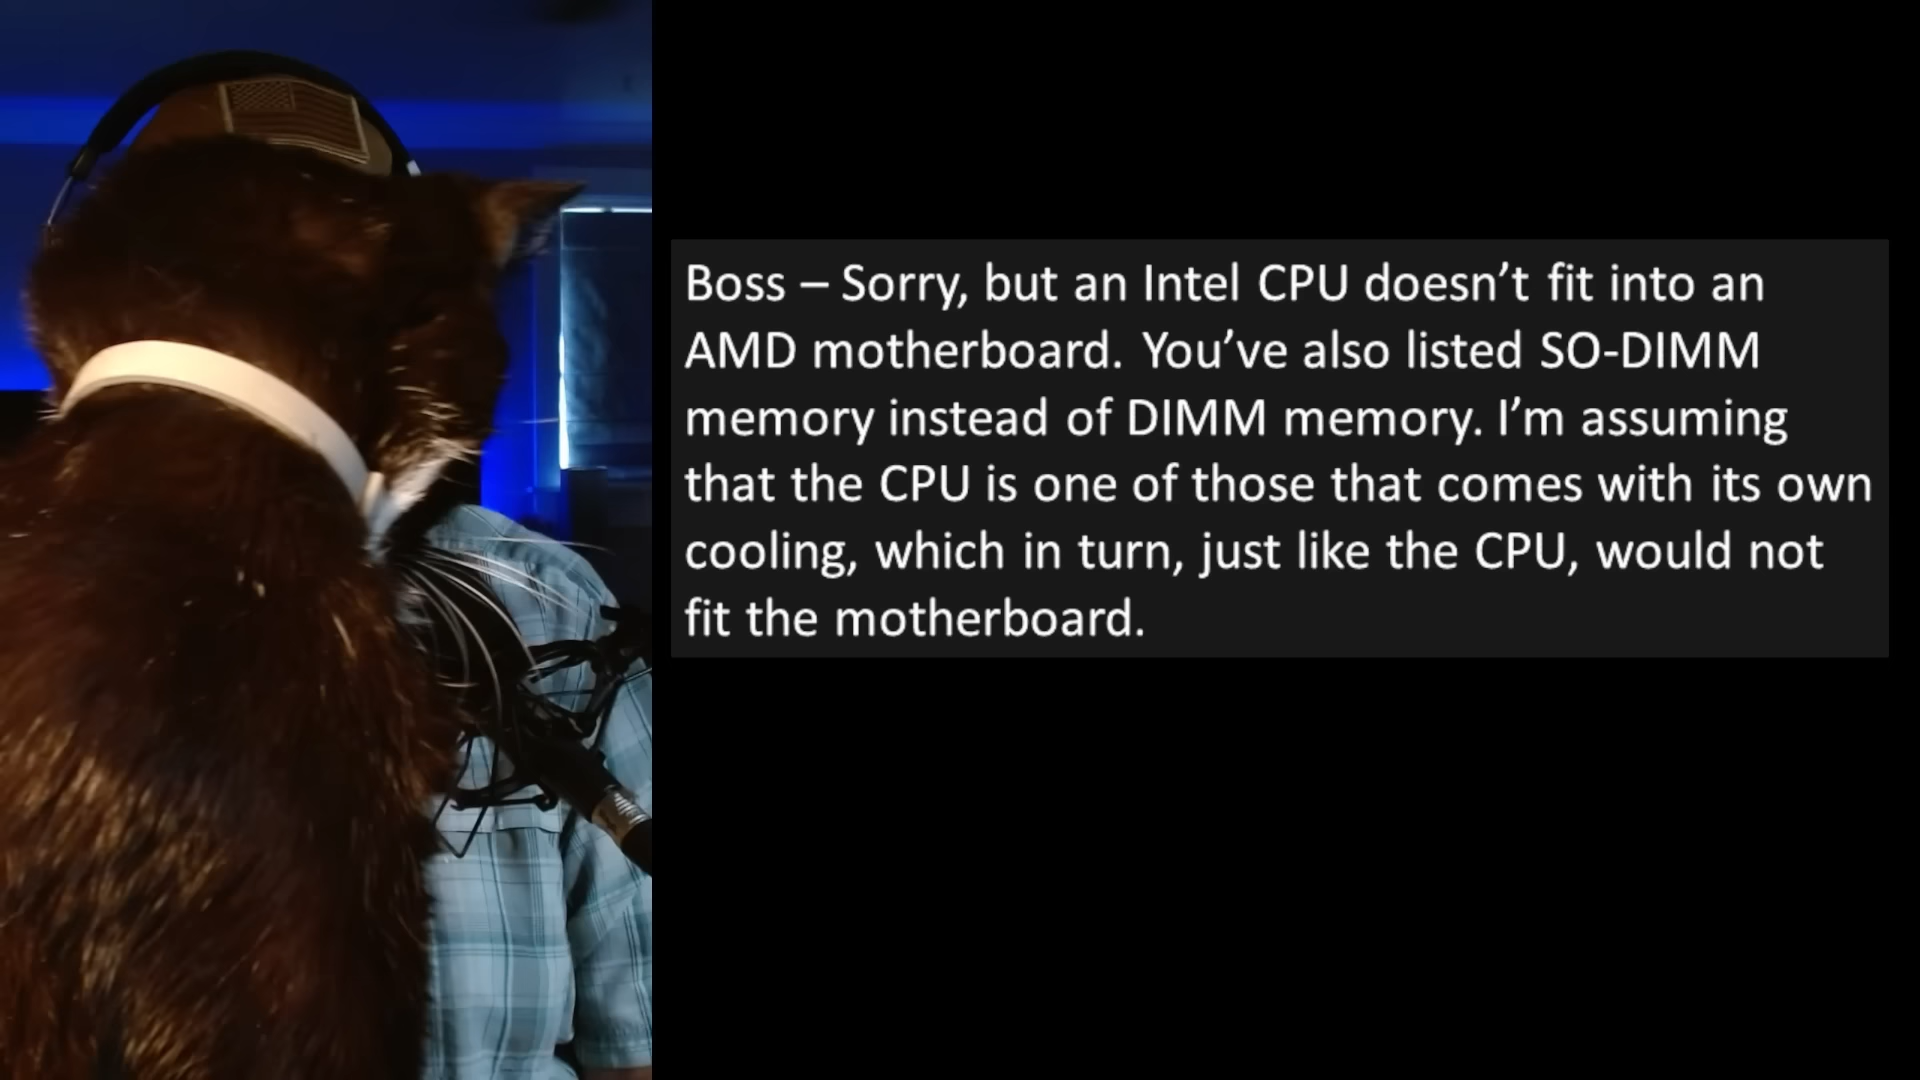 Boss – Sorry, but an Intel CPU doesn’t fit into an
AMD motherboard. You’ve also listed SO-DIMM
memory instead of DIMM memory. I’m assuming
that the CPU is one of those that comes with its own
cooling, which in turn, just like the CPU, would not
fit the motherboard.